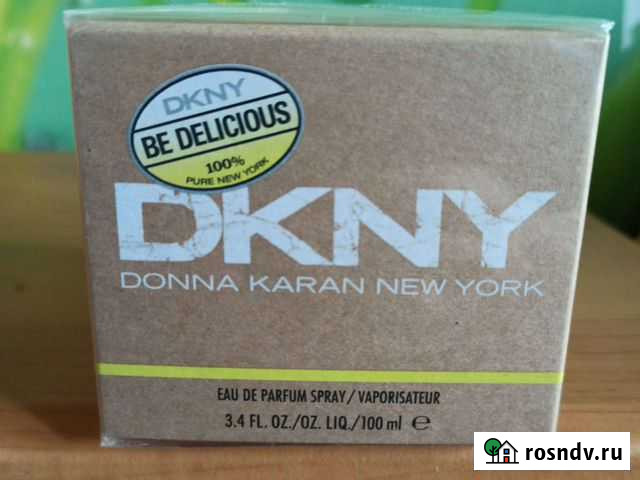 DKNY
BE DELICIOUS
100%
PURE NEW YORK
DKNY
DONNA KARAN NEW YORK
EAU DE PARFUM SPRAY/VAPORISATEUR
3.4 FL. OZ./OZ. LIQ./100 ml ℮
rosndv.ru